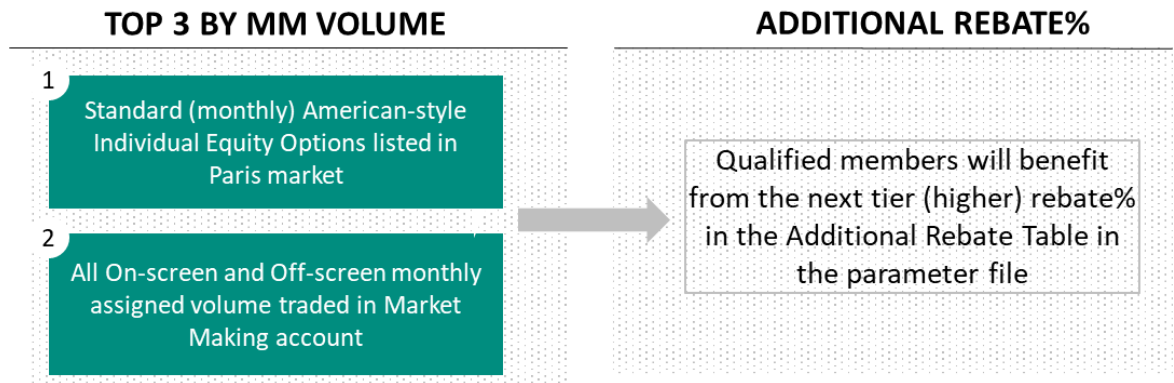 TOP 3 BY MM VOLUME
1
Standard (monthly) American-style
Individual Equity Options listed in
Paris market
2
All On-screen and Off-screen monthly
assigned volume traded in Market
Making account
ADDITIONAL REBATE%
Qualified members will benefit
from the next tier (higher) rebate%
in the Additional Rebate Table in
the parameter file